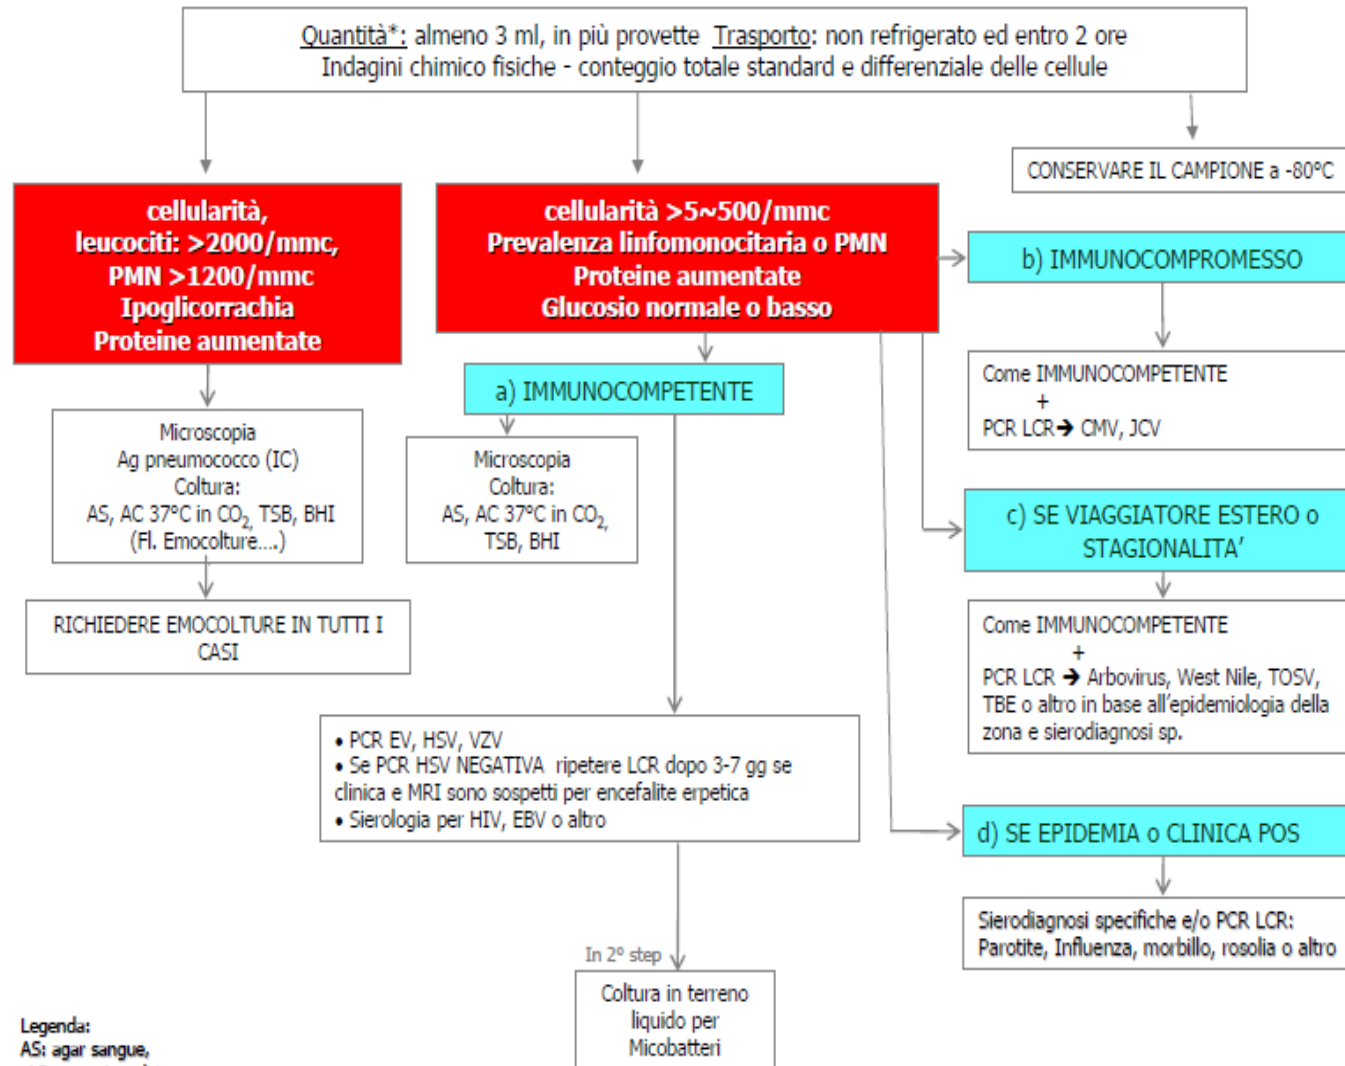 Quantità*: almeno 3 ml, in più provette Trasporto: non refrigerato ed entro 2 ore
Indagini chimico fisiche - conteggio totale standard e differenziale delle cellule
CONSERVARE IL CAMPIONE a -80°C
cellularità,
leucociti: >2000/mmc,
PMN >1200/mmc
Ipoglicorrachia
Proteine aumentate
cellularità >5~500/mmc
Prevalenza linfomonocitaria o PMN
Proteine aumentate
Glucosio normale o basso
b) IMMUNOCOMPROMESSO
Come IMMUNOCOMPETENTE
+
PCR LCR→ CMV, JCV
a) IMMUNOCOMPETENTE
Microscopia
Ag pneumococco (IC)
Coltura:
AS, AC 37°C in CO2, TSB, BHI
(Fl. Emocolture....)
Microscopia
Coltura:
AS, AC 37°C in CO2,
TSB, BHI
c) SE VIAGGIATORE ESTERO o
STAGIONALITA’
RICHIEDERE EMOCOLTURE IN TUTTI I
CASI
Come IMMUNOCOMPETENTE
+
PCR LCR → Arbovirus, West Nile, TOSV,
TBE o altro in base all’epidemiologia della
zona e sierodiagnosi sp.
• PCR EV, HSV, VZV
• Se PCR HSV NEGATIVA ripetere LCR dopo 3-7 gg se
clinica e MRI sono sospetti per encefalite erpetica
• Sierologia per HIV, EBV o altro
d) SE EPIDEMIA o CLINICA POS
Sierodiagnosi specifiche e/o PCR LCR:
Parotite, Influenza, morbillo, rosolia o altro
In 2° step
Coltura in terreno
liquido per
Micobatteri
Legenda:
AS: agar sangue,